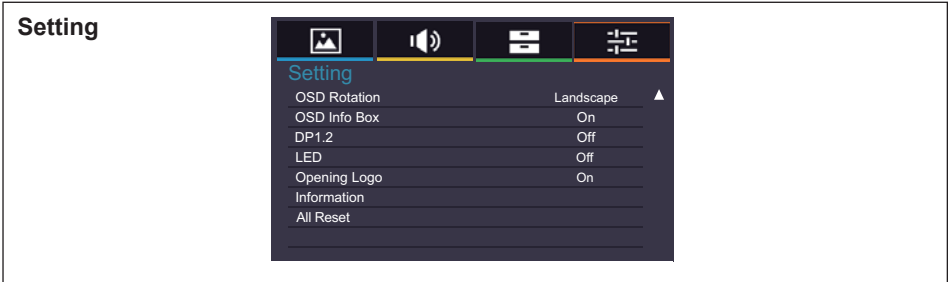 Setting
Setting
OSD Rotation Landscape
OSD Info Box On
DP1.2 Off
LED Off
Opening Logo On
Information
All Reset